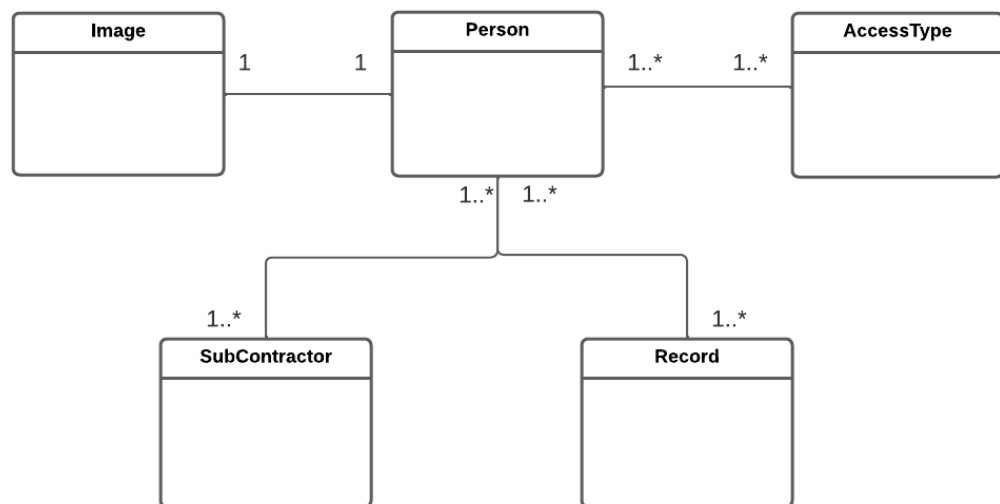 Image
Person
AccessType
1
1
1..*
1..*
1..*
1..*
1..*
1..*
SubContractor
Record